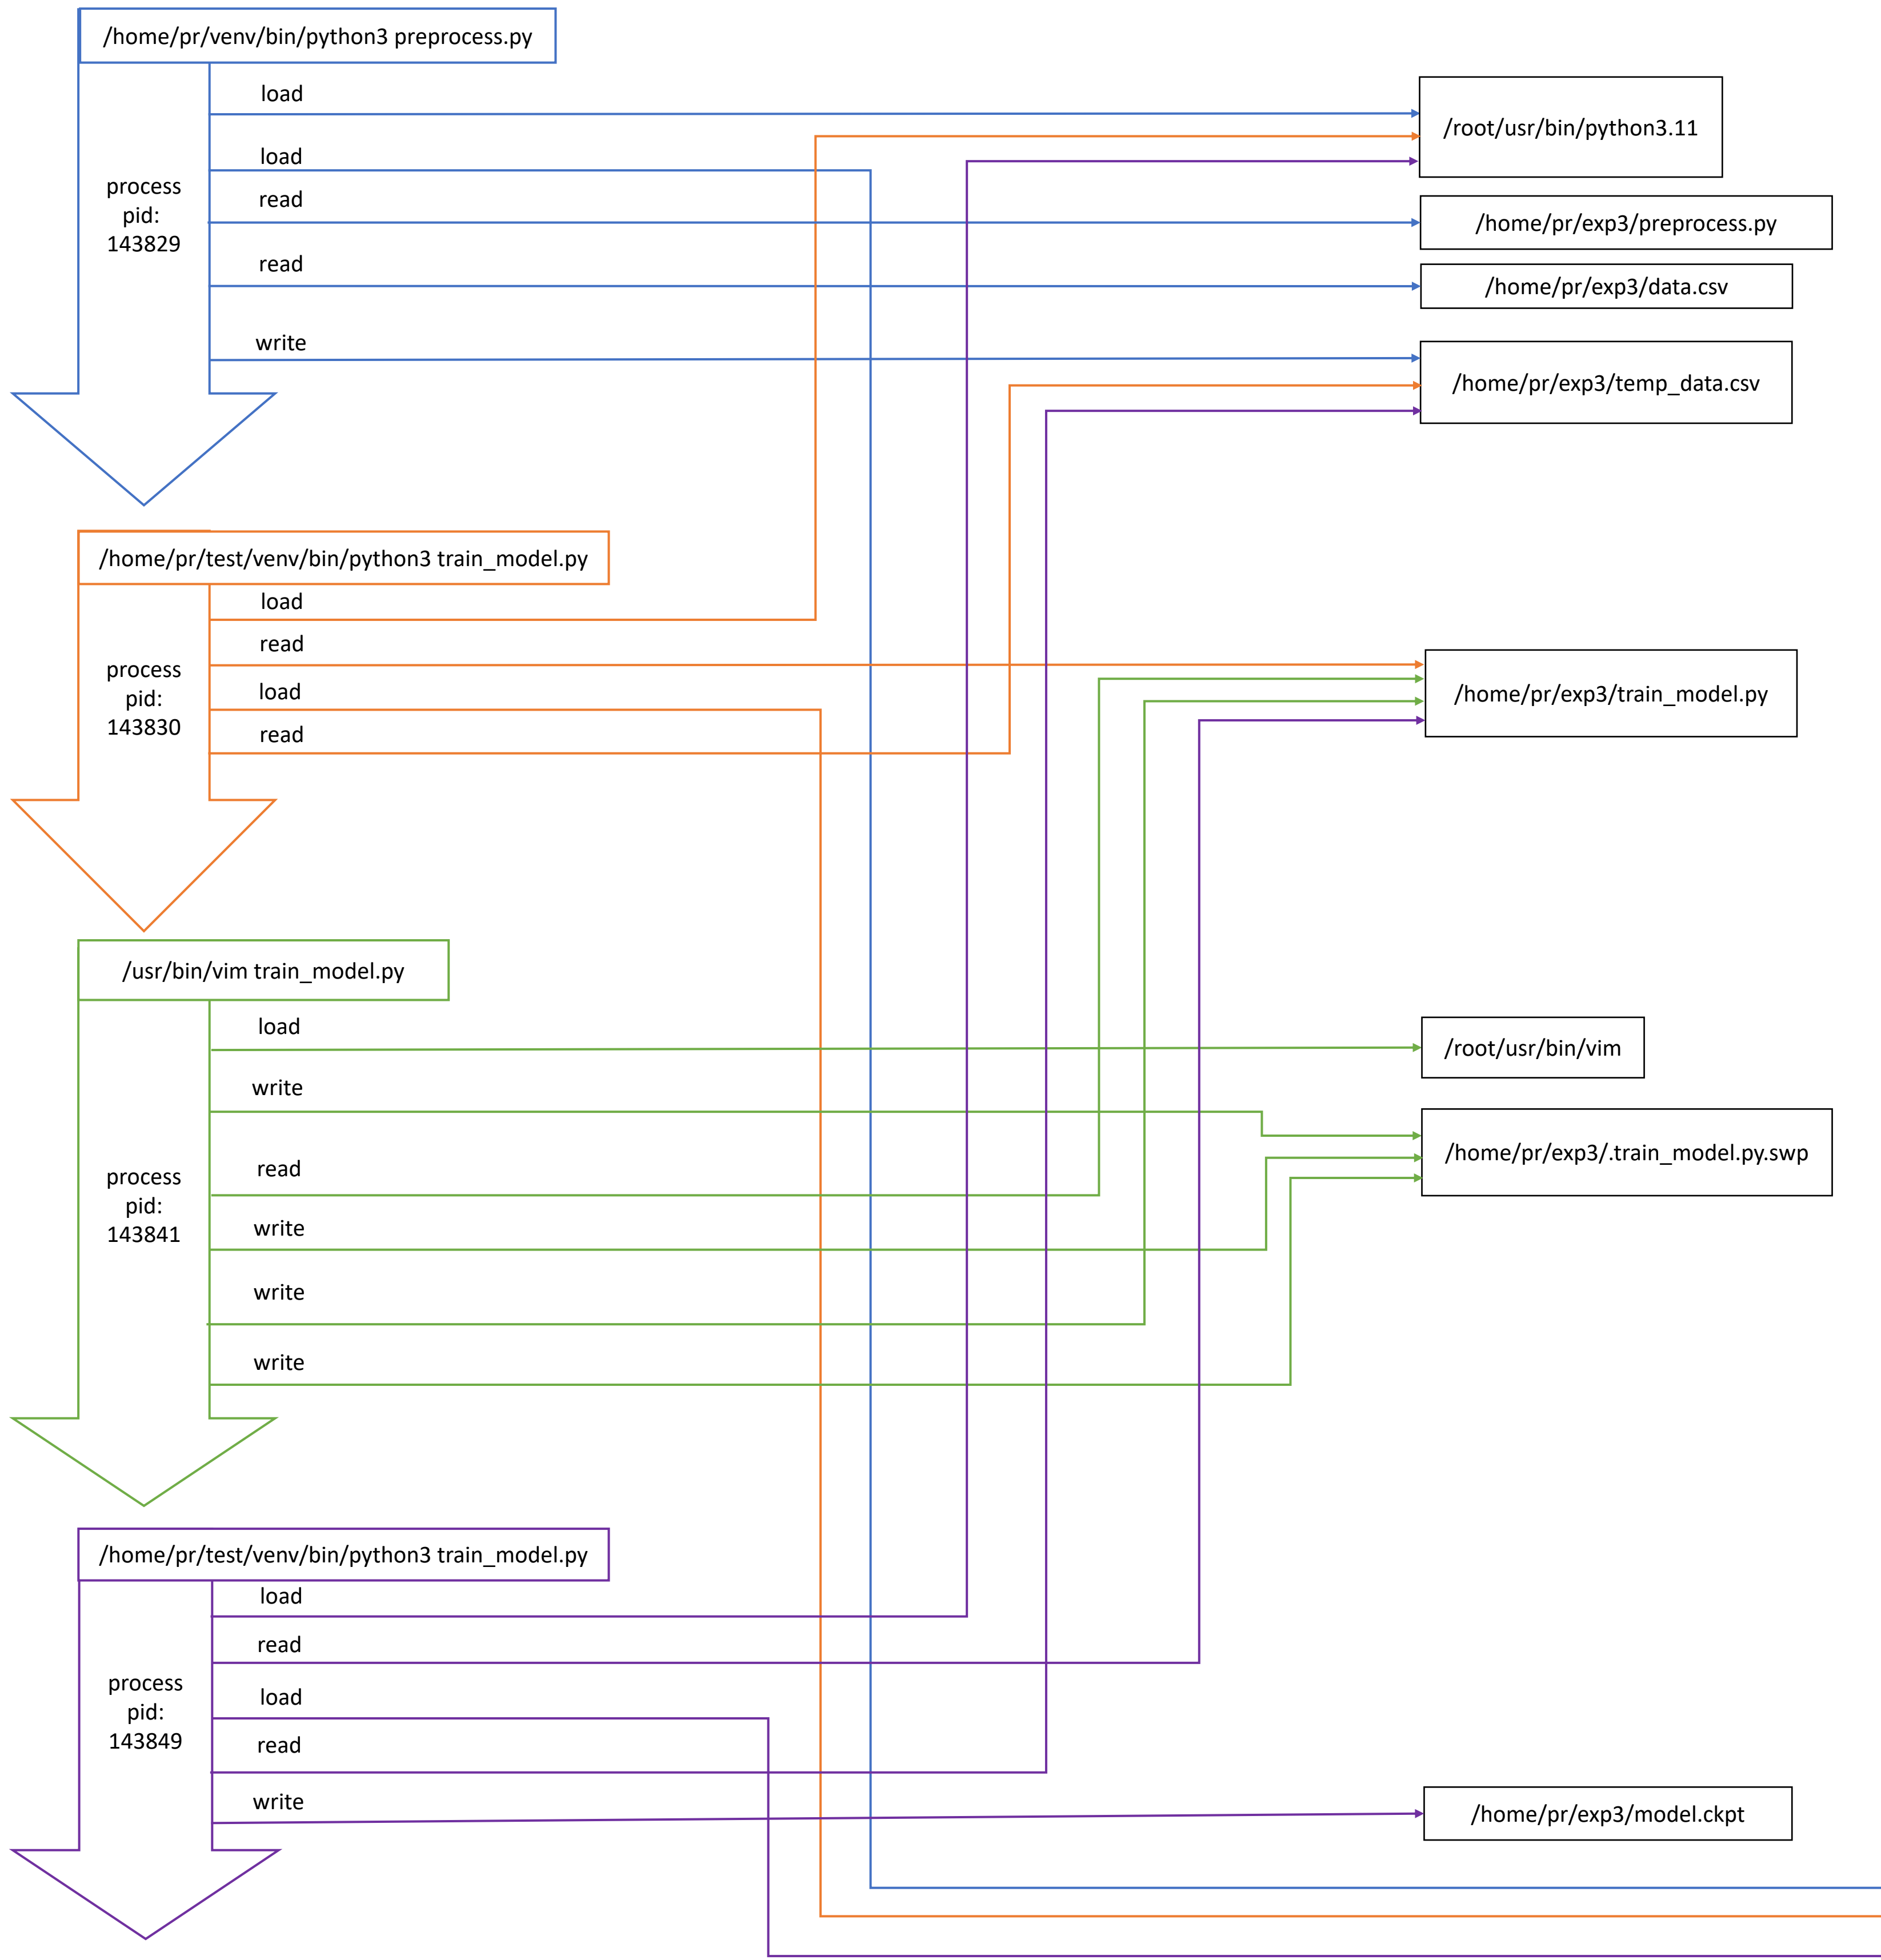 /home/pr/venv/bin/python3 preprocess.py
load
/root/usr/bin/python3.11
load
process
pid:
143829
read
/home/pr/exp3/preprocess.py
read
/home/pr/exp3/data.csv
write
/home/pr/exp3/temp_data.csv
/home/pr/test/venv/bin/python3 train_model.py
load
read
process
pid:
143830
load
/home/pr/exp3/train_model.py
read
/usr/bin/vim train_model.py
load
/root/usr/bin/vim
write
/home/pr/exp3/.train_model.py.swp
process
pid:
143841
read
write
write
write
/home/pr/test/venv/bin/python3 train_model.py
load
read
process
pid:
143849
load
read
write
/home/pr/exp3/model.ckpt